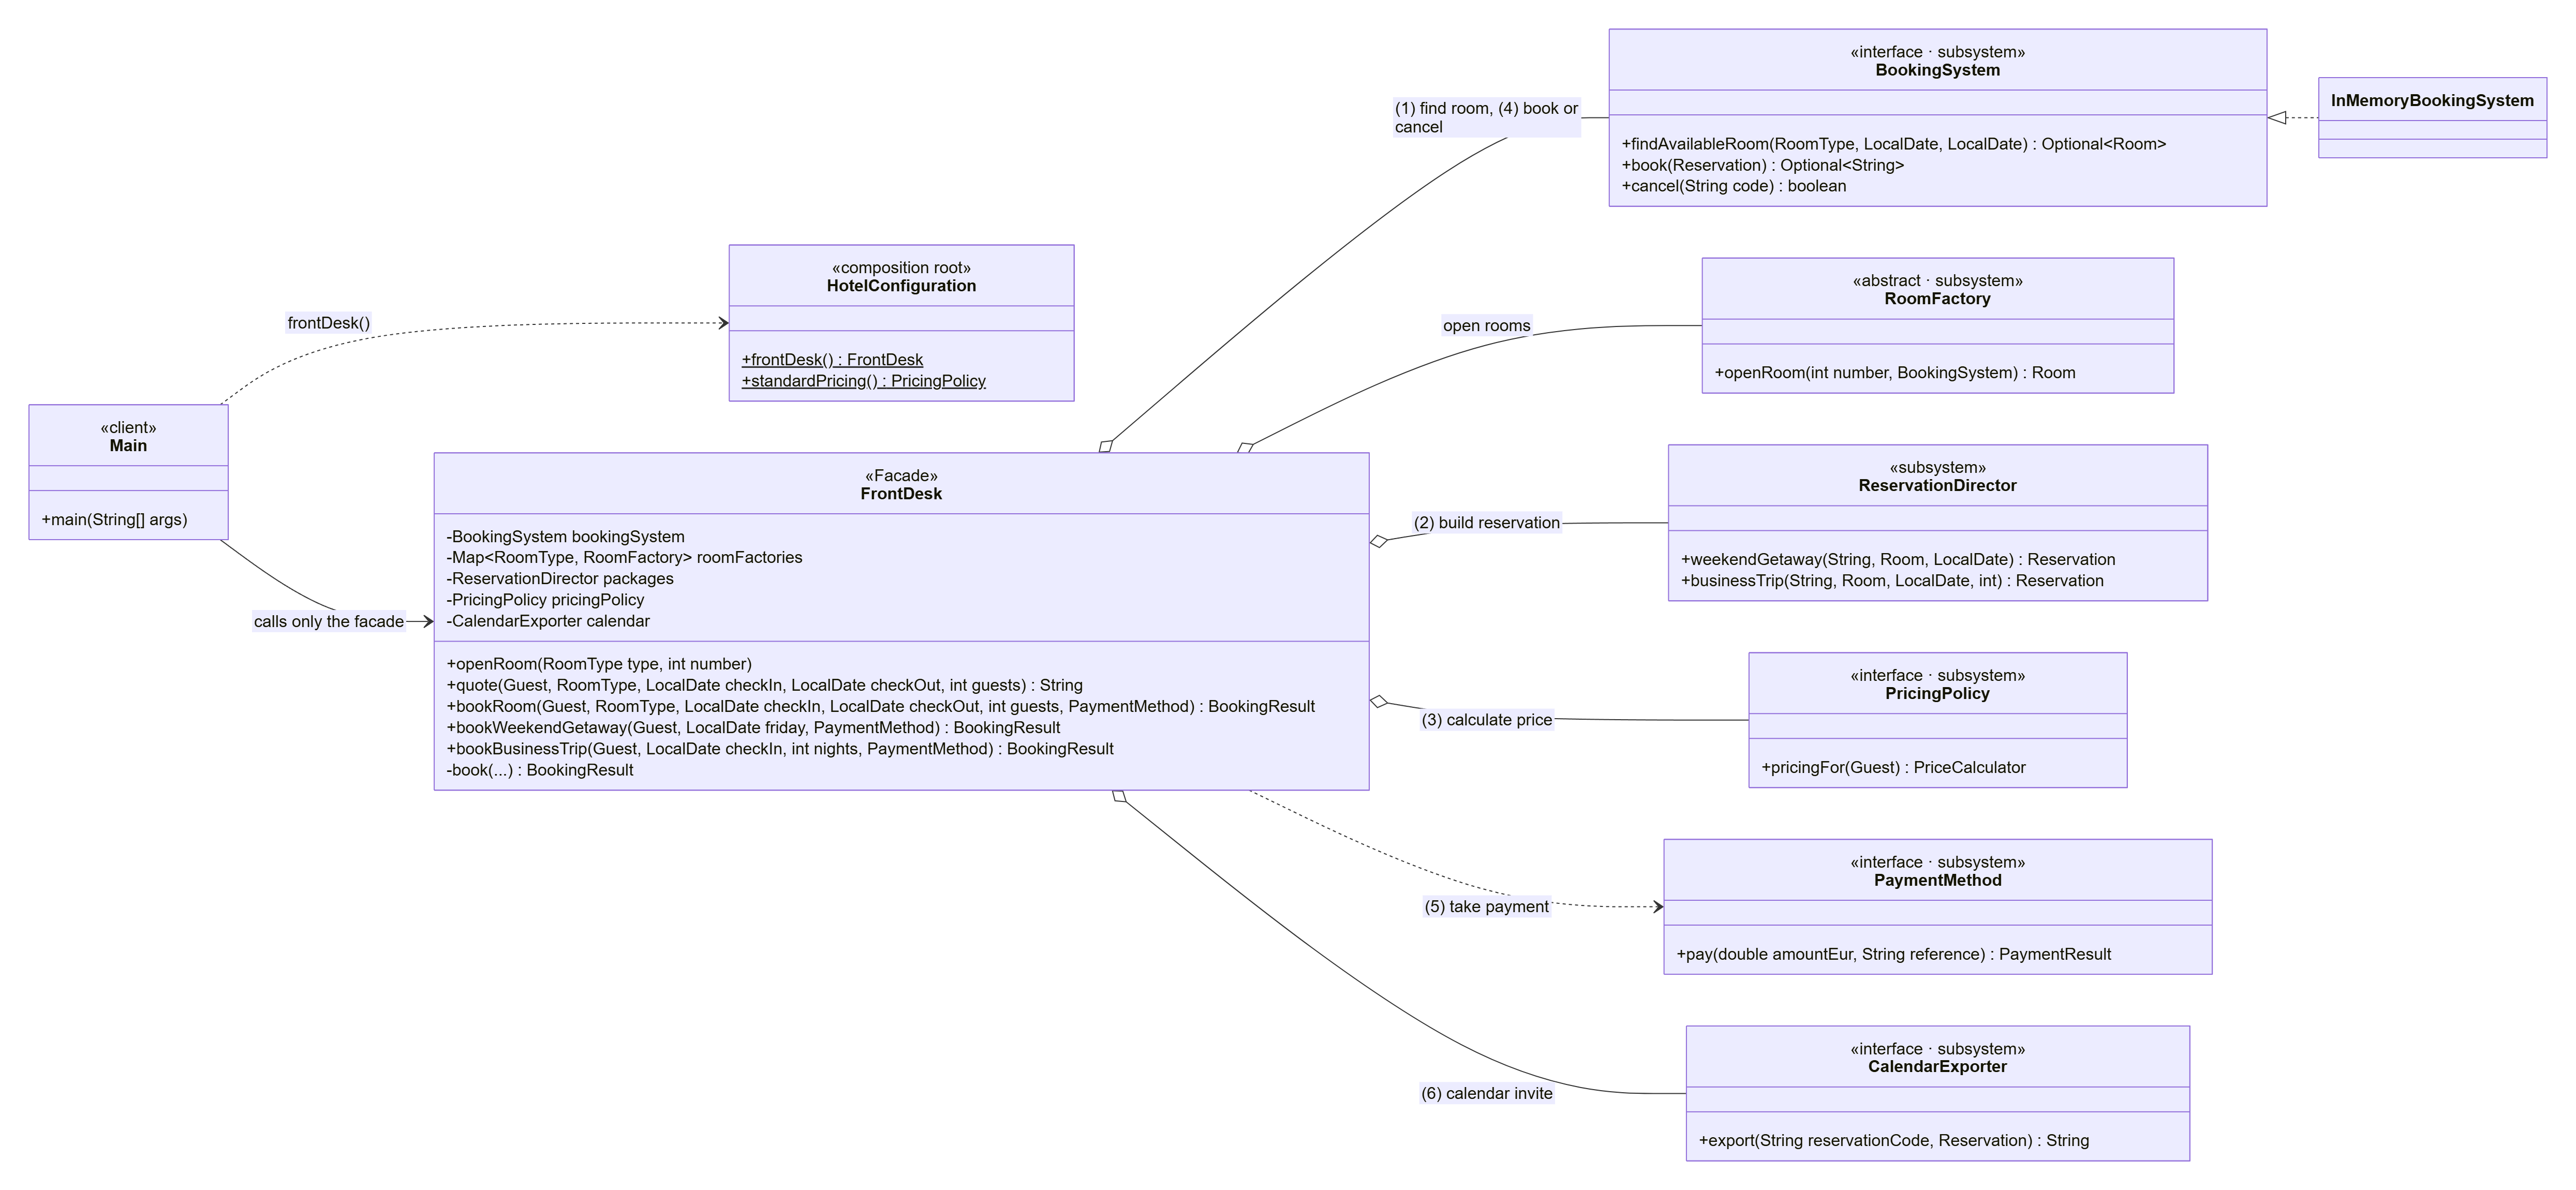 «interface · subsystem»
BookingSystem
+findAvailableRoom(RoomType, LocalDate, LocalDate) : Optional<Room>
+book(Reservation) : Optional<String>
+cancel(String code) : boolean
InMemoryBookingSystem
(1) find room, (4) book or
cancel
«composition root»
HotelConfiguration
+frontDesk() : FrontDesk
+standardPricing() : PricingPolicy
frontDesk()
«abstract · subsystem»
RoomFactory
+openRoom(int number, BookingSystem) : Room
open rooms
«client»
Main
+main(String[] args)
calls only the facade
«Facade»
FrontDesk
-BookingSystem bookingSystem
-Map<RoomType, RoomFactory> roomFactories
-ReservationDirector packages
-PricingPolicy pricingPolicy
-CalendarExporter calendar
+openRoom(RoomType type, int number)
+quote(Guest, RoomType, LocalDate checkIn, LocalDate checkOut, int guests) : String
+bookRoom(Guest, RoomType, LocalDate checkIn, LocalDate checkOut, int guests, PaymentMethod) : BookingResult
+bookWeekendGetaway(Guest, LocalDate friday, PaymentMethod) : BookingResult
+bookBusinessTrip(Guest, LocalDate checkIn, int nights, PaymentMethod) : BookingResult
-book(...) : BookingResult
(2) build reservation
«subsystem»
ReservationDirector
+weekendGetaway(String, Room, LocalDate) : Reservation
+businessTrip(String, Room, LocalDate, int) : Reservation
(3) calculate price
«interface · subsystem»
PricingPolicy
+pricingFor(Guest) : PriceCalculator
(5) take payment
«interface · subsystem»
PaymentMethod
+pay(double amountEur, String reference) : PaymentResult
(6) calendar invite
«interface · subsystem»
CalendarExporter
+export(String reservationCode, Reservation) : String